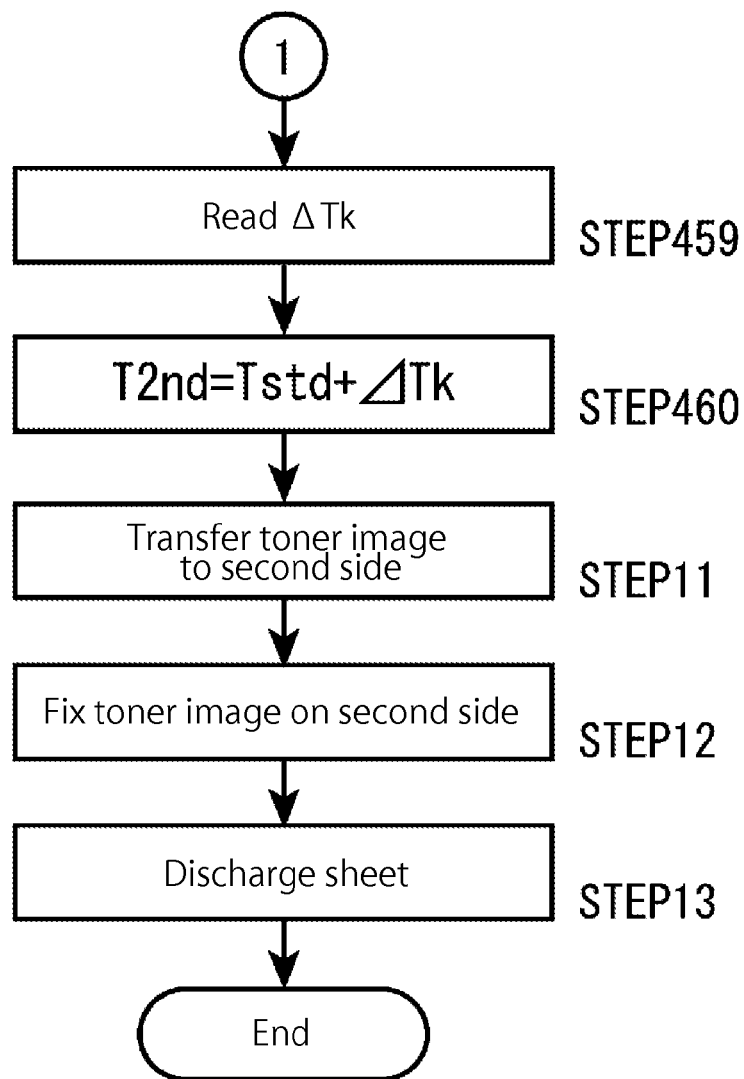 1
Read Δ Tk
STEP459
T2nd=Tstd+⊿Tk
STEP460
Transfer toner image
to second side
STEP11
Fix toner image on second side
STEP12
Discharge sheet
STEP13
End